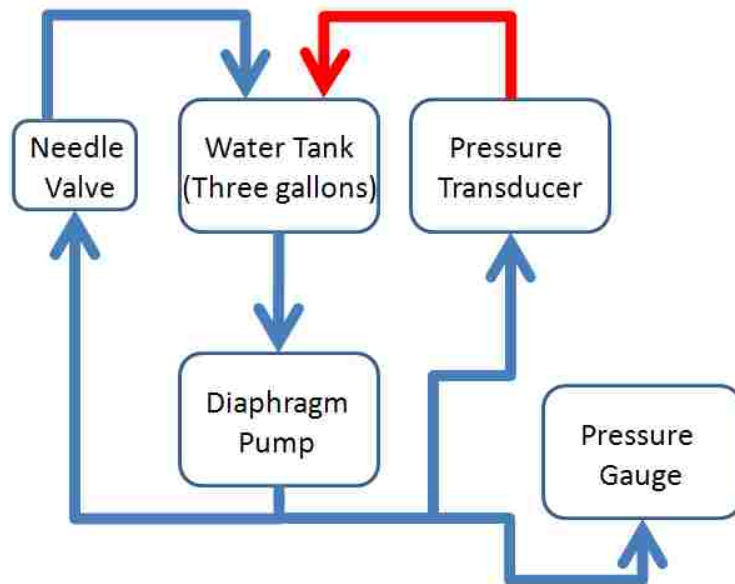 Needle
Valve
Water Tank
(Three gallons)
Pressure
Transducer
Diaphragm
Pump
Pressure
Gauge